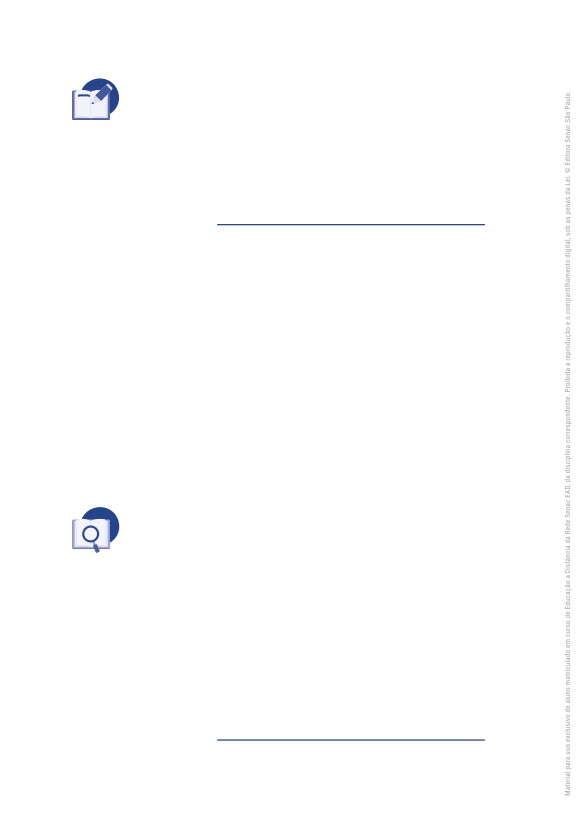 Material para uso exclusivo de aluno matriculado em curso de Educação a Distância da Rede Senac EAD, da disciplina correspondente. Proibida a reprodução e o compartilhamento digital, sob as penas da Lei. © Editora Senac São Paulo.